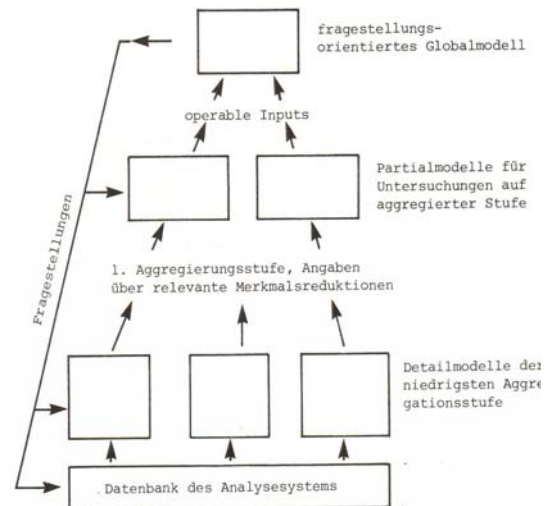 fragestellungs-
orientiertes Globalmodell
operable Inputs
Partialmodelle für
Untersuchungen auf
aggregierter Stufe
Fragestellungen
1. Aggregierungsstufe, Angaben
über relevante Merkmalsreduktionen
Detailmodelle der
niedrigsten Aggre
gationsstufe
Datenbank des Analysesystems